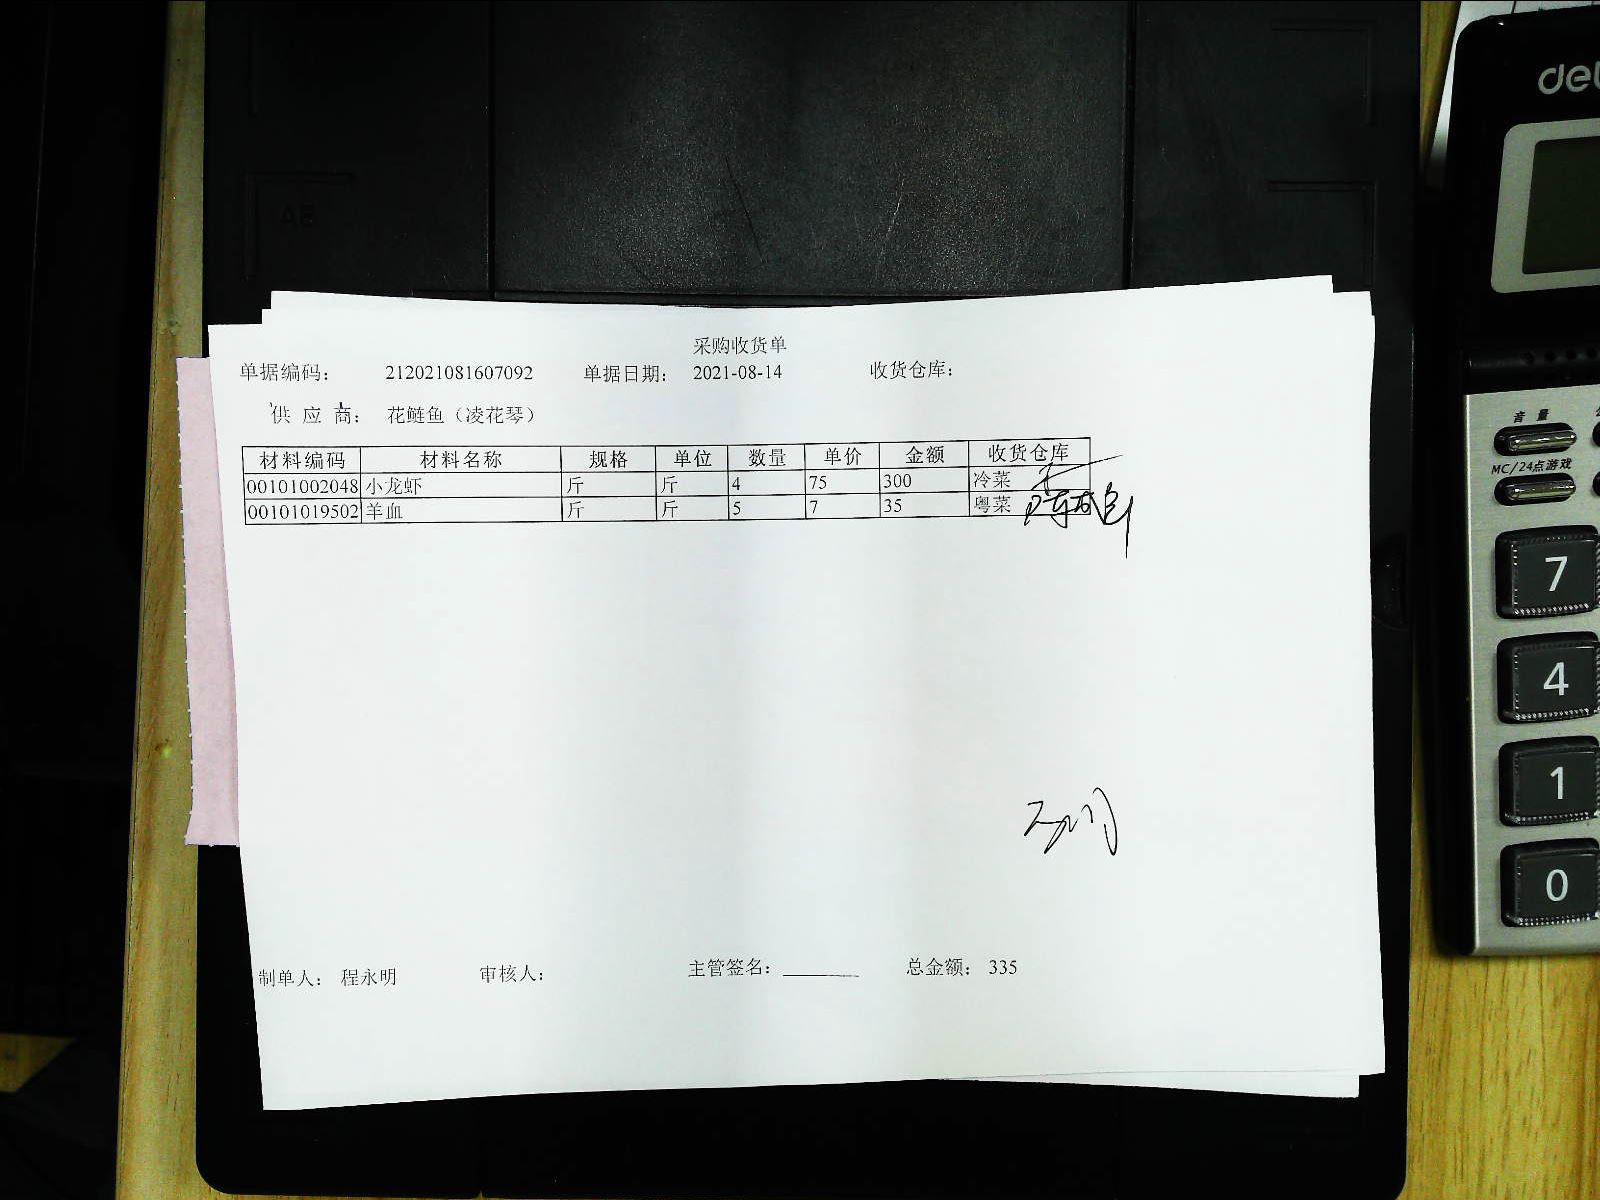 采购收货单
单据编码: 212021081607092 单据日期: 2021-08-14 收货仓库:
供 应 商: 花鲢鱼（凌花琴）
材料编码 材料名称 规格 单位 数量 单价 金额 收货仓库
00101002048 小龙虾 斤 斤 4 75 300 冷菜
00101019502 羊血 斤 斤 5 7 35 粤菜
制单人: 程永明 审核人: 主管签名: 总金额: 335
音量
MC/24点游戏
7
4
1
0